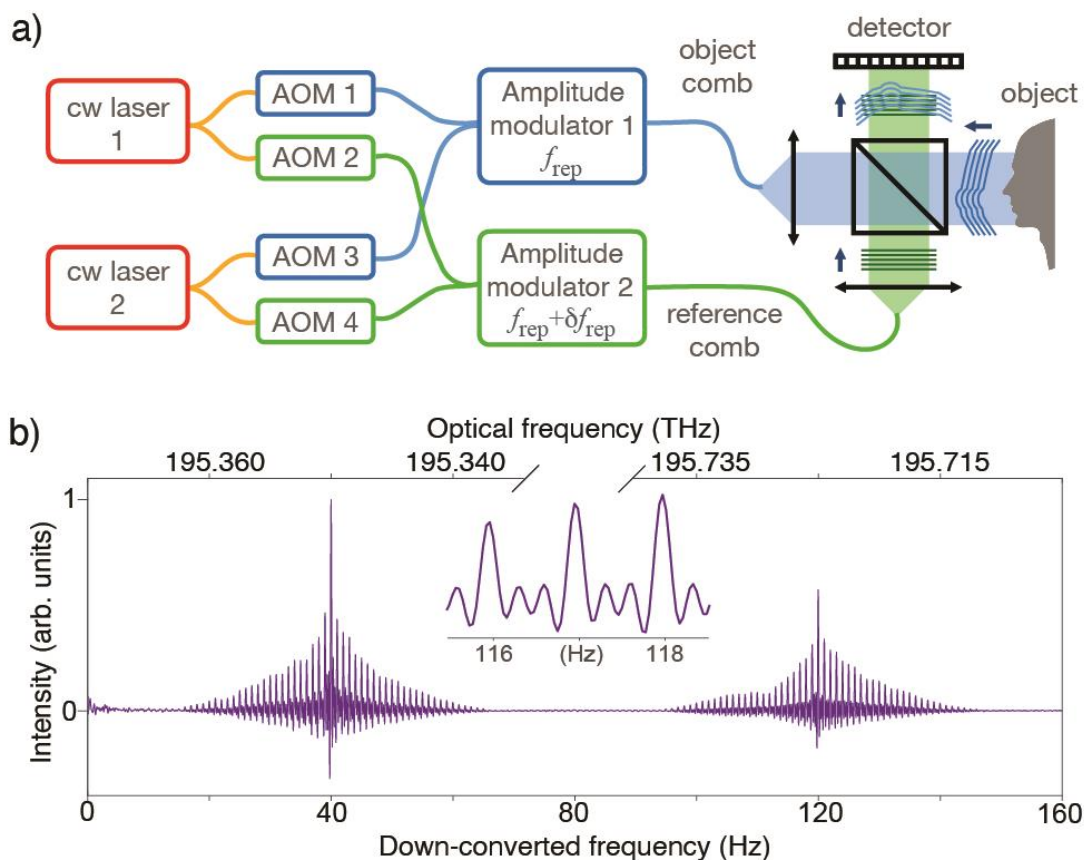 a)
cw laser
1
AOM 1
AOM 2
cw laser
2
AOM 3
AOM 4
Amplitude
modulator 1
f_rep
Amplitude
modulator 2
f_rep+δf_rep
object
comb
reference
comb
detector
object
b)
Optical frequency (THz)
195.360 195.340 195.735 195.715
Intensity (arb. units)
1
0
116 (Hz) 118
0 40 80 120 160
Down-converted frequency (Hz)